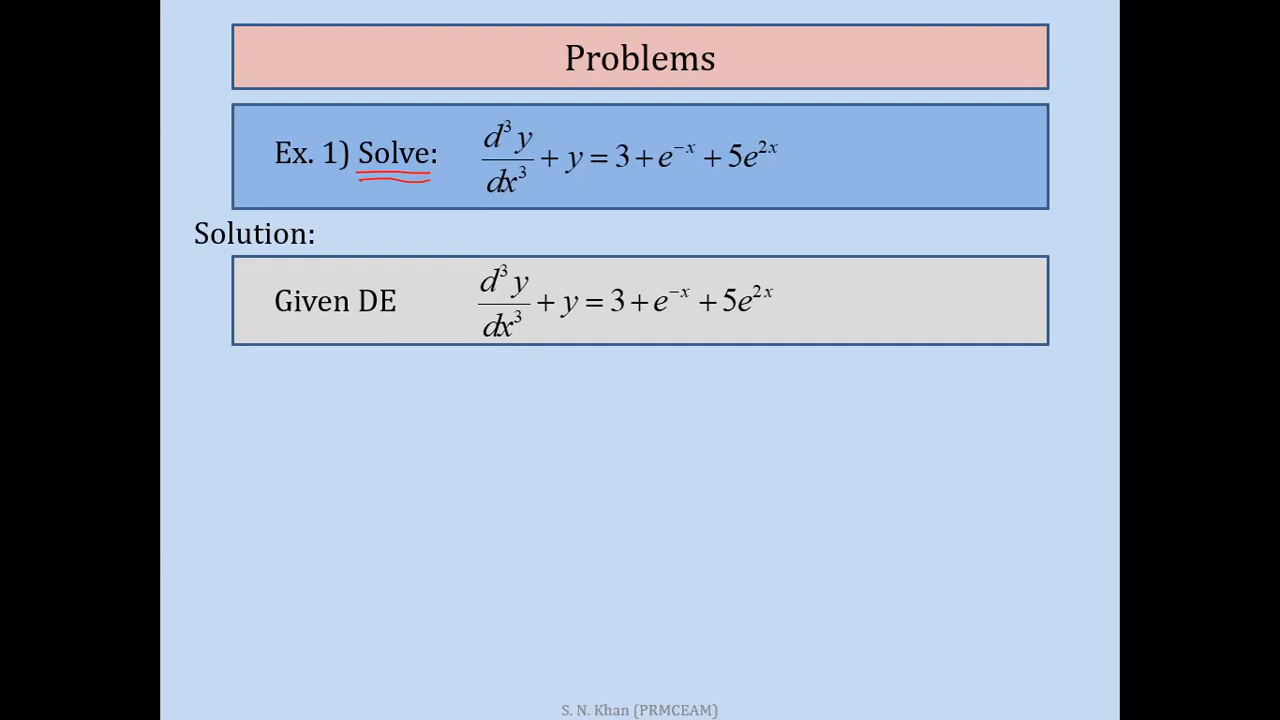 Problems
Ex. 1) Solve: d³y/dx³ + y = 3 + e⁻ˣ + 5e²ˣ
Solution:
Given DE d³y/dx³ + y = 3 + e⁻ˣ + 5e²ˣ
S. N. Khan (PRMCEAM)